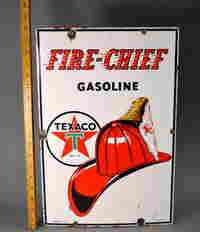 FIRE-CHIEF
GASOLINE
TEXACO
T